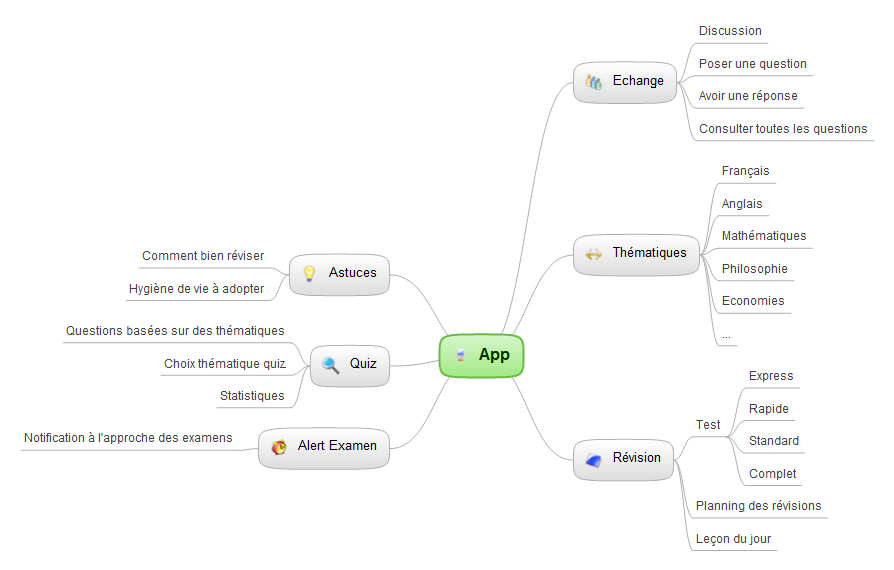 App
Echange
Discussion
Poser une question
Avoir une réponse
Consulter toutes les questions
Thématiques
Français
Anglais
Mathématiques
Philosophie
Economies
...
Révision
Test
Express
Rapide
Standard
Complet
Planning des révisions
Leçon du jour
Astuces
Comment bien réviser
Hygiène de vie à adopter
Quiz
Questions basées sur des thématiques
Choix thématique quiz
Statistiques
Alert Examen
Notification à l'approche des examens